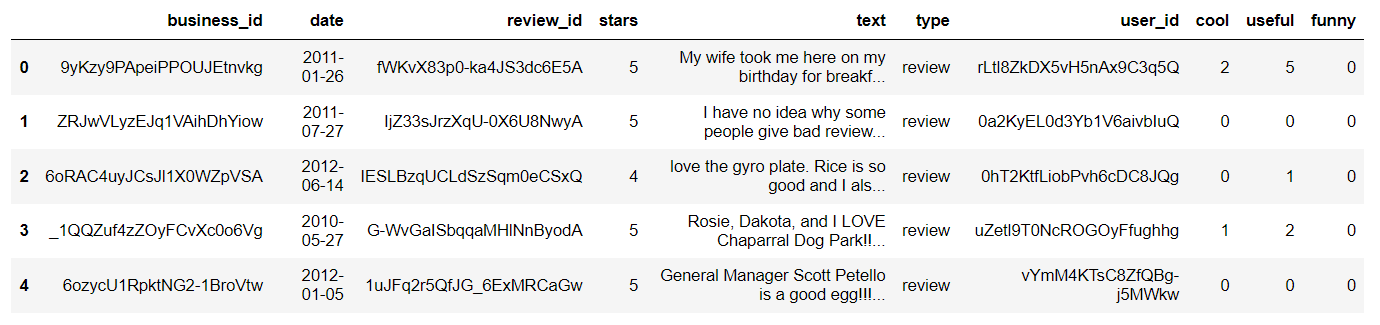 business_id date review_id stars text type user_id cool useful funny
0 9yKzy9PApeiPPOUJEtnvkg 2011- fWKvX83p0-ka4JS3dc6E5A 5 My wife took me here on my review rLtl8ZkDX5vH5nAx9C3q5Q 2 5 0
01-26 birthday for breakf...
1 ZRJwVLyzEJq1VAihDhYiow 2011- IjZ33sJrzXqU-0X6U8NwyA 5 I have no idea why some review 0a2KyEL0d3Yb1V6aivbIuQ 0 0 0
07-27 people give bad review...
2 6oRAC4uyJCsJl1X0WZpVSA 2012- IESLBzqUCLdSzSqm0eCSxQ 4 love the gyro plate. Rice is so review 0hT2KtfLiobPvh6cDC8JQg 0 1 0
06-14 good and I als...
3 _1QQZuf4zZOyFCvXc0o6Vg 2010- G-WvGaISbqqaMHlNnByodA 5 Rosie, Dakota, and I LOVE review uZetl9T0NcROGOyFfughhg 1 2 0
05-27 Chaparral Dog Park!!...
4 6ozycU1RpktNG2-1BroVtw 2012- 1uJFq2r5QfJG_6ExMRCaGw 5 General Manager Scott Petello review vYmM4KTsC8ZfQBg- 0 0 0
01-05 is a good egg!!!... j5MWkw